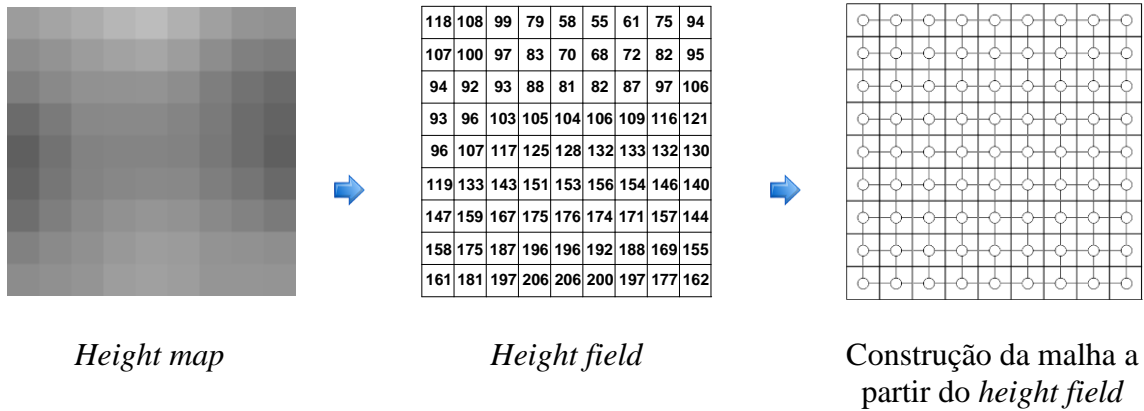 118 108 99 79 58 55 61 75 94
107 100 97 83 70 68 72 82 95
94 92 93 88 81 82 87 97 106
93 96 103 105 104 106 109 116 121
96 107 117 125 128 132 133 132 130
119 133 143 151 153 156 154 146 140
147 159 167 175 176 174 171 157 144
158 175 187 196 196 192 188 169 155
161 181 197 206 206 200 197 177 162
Height map
Height field
Construção da malha a
partir do height field